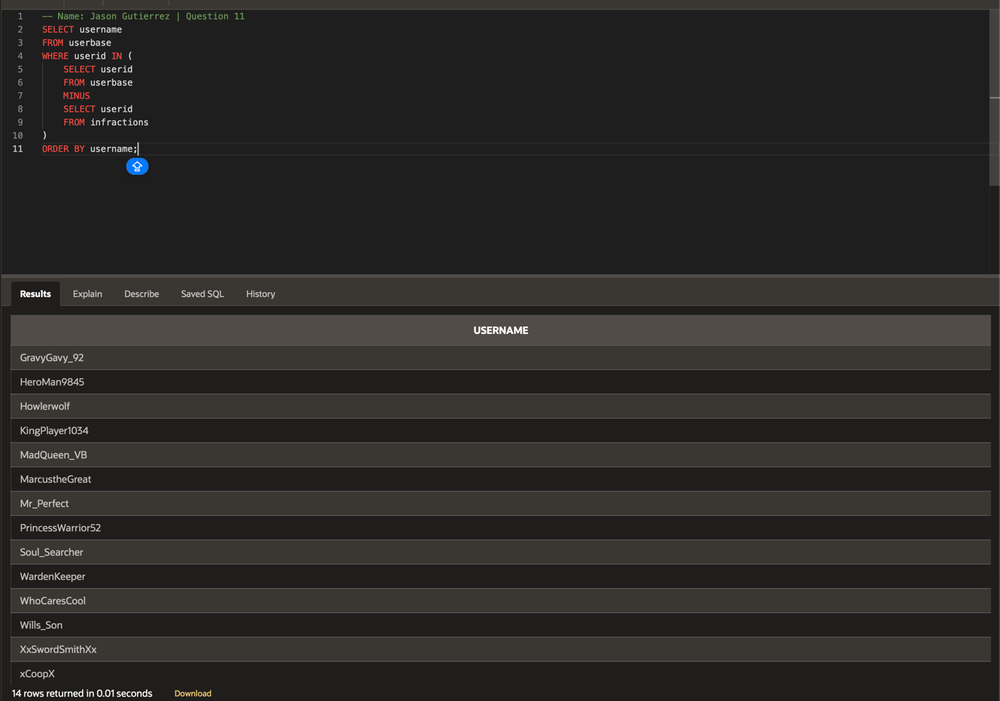 1 -- Name: Jason Gutierrez | Question 11
2 SELECT username
3 FROM userbase
4 WHERE userid IN (
5 SELECT userid
6 FROM userbase
7 MINUS
8 SELECT userid
9 FROM infractions
10 )
11 ORDER BY username;
Results Explain Describe Saved SQL History
USERNAME
GravyGavy_92
HeroMan9845
Howlerwolf
KingPlayer1034
MadQueen_VB
MarcustheGreat
Mr_Perfect
PrincessWarrior52
Soul_Searcher
WardenKeeper
WhoCaresCool
Wills_Son
XxSwordSmithXx
xCoopX
14 rows returned in 0.01 seconds Download